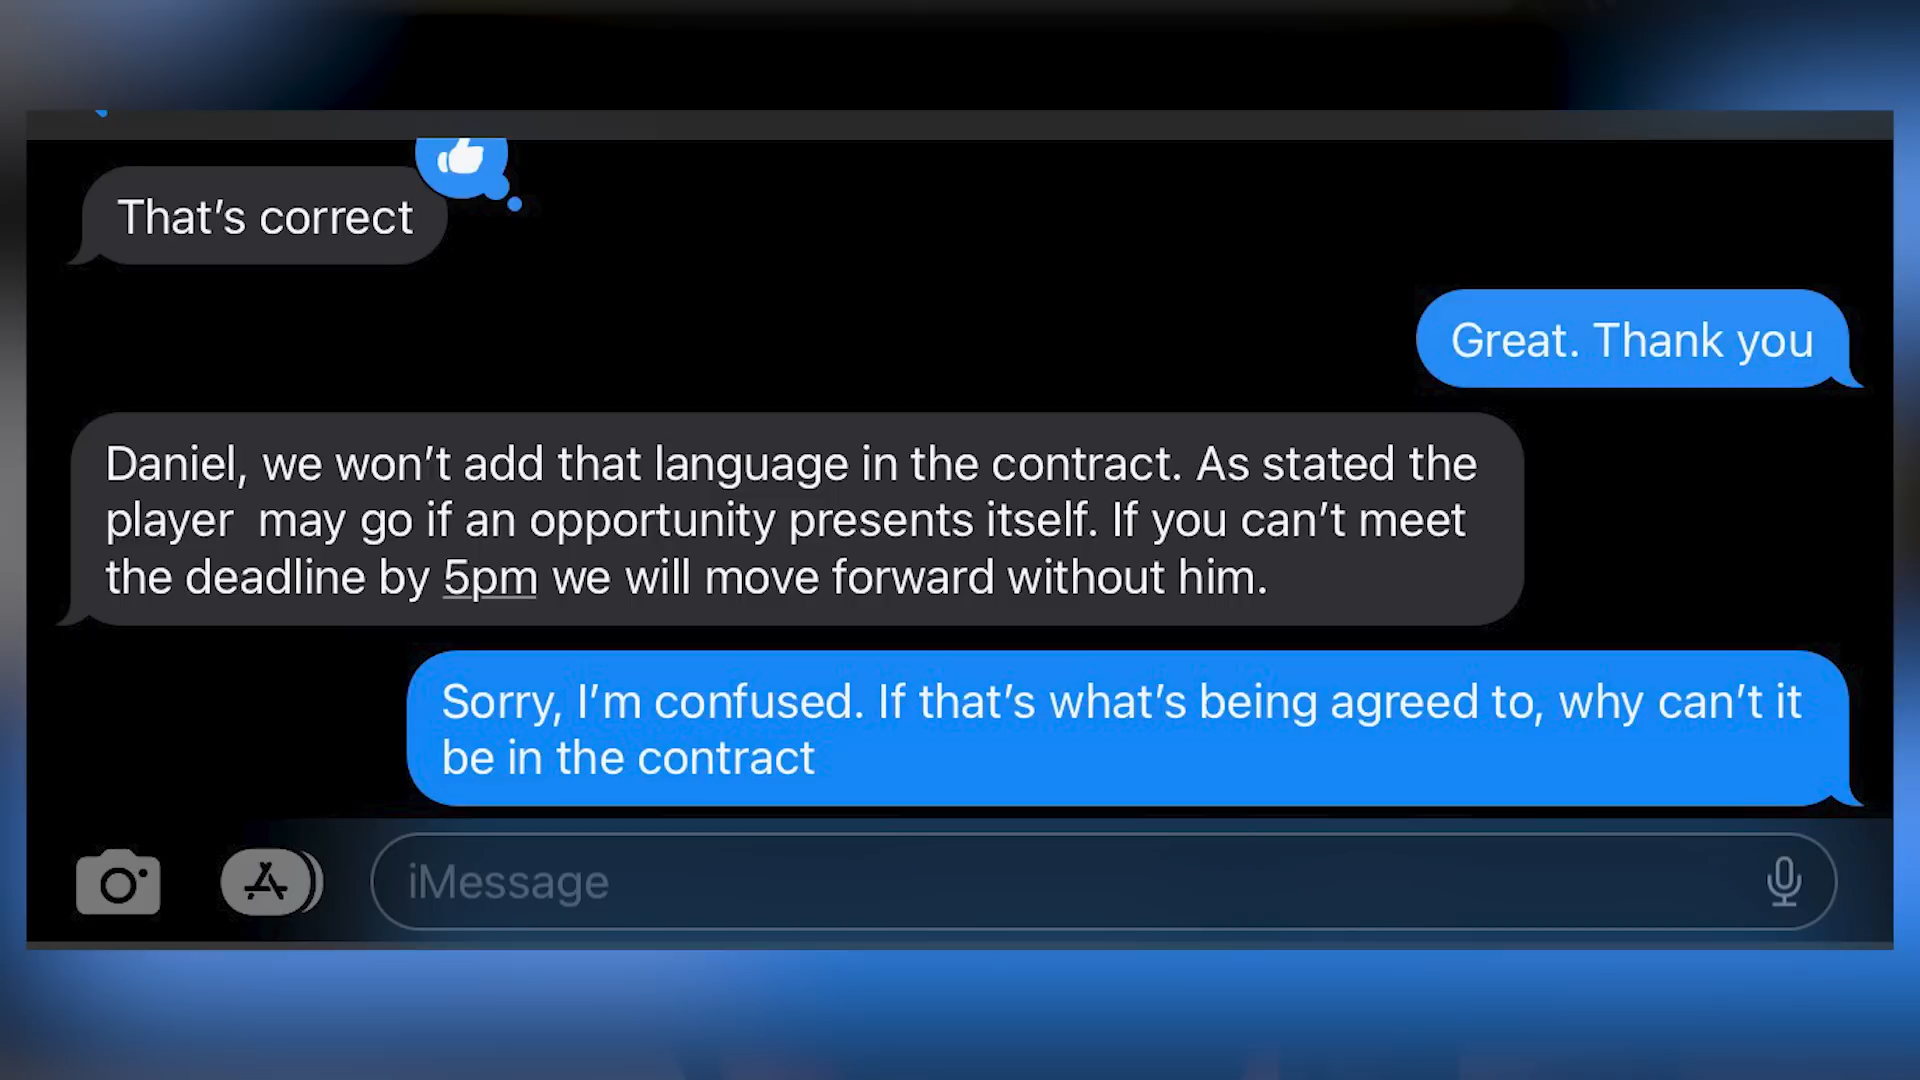 That’s correct
Great. Thank you
Daniel, we won’t add that language in the contract. As stated the
player  may go if an opportunity presents itself. If you can’t meet
the deadline by 5pm we will move forward without him.
Sorry, I’m confused. If that’s what’s being agreed to, why can’t it
be in the contract
iMessage